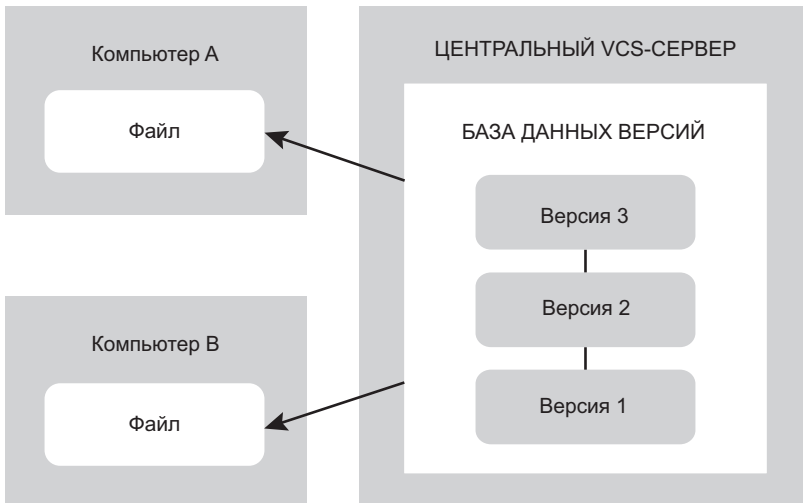 Компьютер A
Файл
Компьютер B
Файл
ЦЕНТРАЛЬНЫЙ VCS-СЕРВЕР
БАЗА ДАННЫХ ВЕРСИЙ
Версия 3
Версия 2
Версия 1